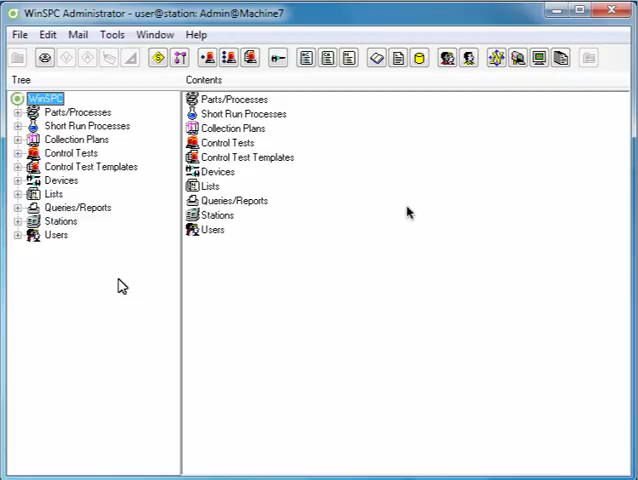 WinSPC Administrator - user@station: Admin@Machine7
File Edit Mail Tools Window Help
Tree
Contents
WinSPC
Parts/Processes
Short Run Processes
Collection Plans
Control Tests
Control Test Templates
Devices
Lists
Queries/Reports
Stations
Users
Parts/Processes
Short Run Processes
Collection Plans
Control Tests
Control Test Templates
Devices
Lists
Queries/Reports
Stations
Users